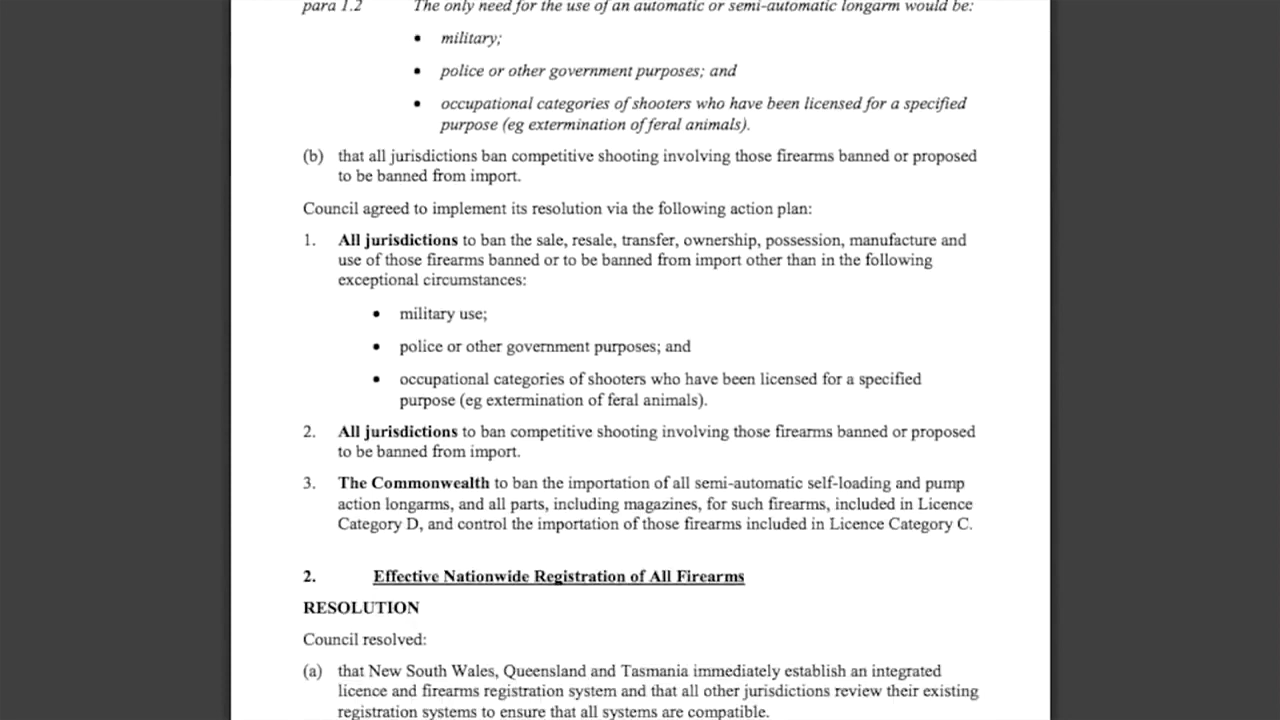 para 1.2 The only need for the use of an automatic or semi-automatic longarm would be:
• military;
• police or other government purposes; and
• occupational categories of shooters who have been licensed for a specified
purpose (eg extermination of feral animals).
(b) that all jurisdictions ban competitive shooting involving those firearms banned or proposed
to be banned from import.
Council agreed to implement its resolution via the following action plan:
1. All jurisdictions to ban the sale, resale, transfer, ownership, possession, manufacture and
use of those firearms banned or to be banned from import other than in the following
exceptional circumstances:
• military use;
• police or other government purposes; and
• occupational categories of shooters who have been licensed for a specified
purpose (eg extermination of feral animals).
2. All jurisdictions to ban competitive shooting involving those firearms banned or proposed
to be banned from import.
3. The Commonwealth to ban the importation of all semi-automatic self-loading and pump
action longarms, and all parts, including magazines, for such firearms, included in Licence
Category D, and control the importation of those firearms included in Licence Category C.
2. Effective Nationwide Registration of All Firearms
RESOLUTION
Council resolved:
(a) that New South Wales, Queensland and Tasmania immediately establish an integrated
licence and firearms registration system and that all other jurisdictions review their existing
registration systems to ensure that all systems are compatible.